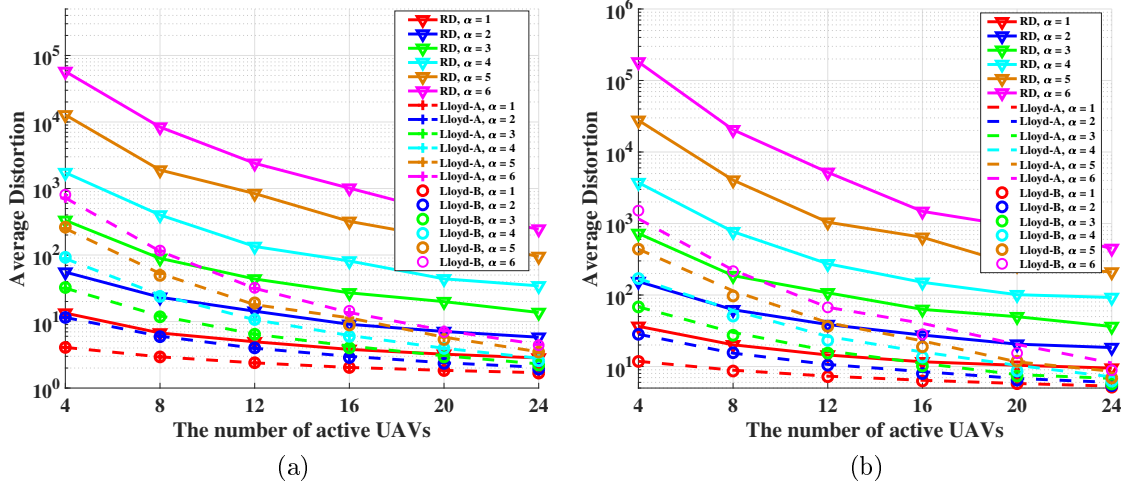 (a)
10^5
10^4
10^3
10^2
10^1
10^0
Average Distortion
4 8 12 16 20 24
The number of active UAVs
RD, α = 1
RD, α = 2
RD, α = 3
RD, α = 4
RD, α = 5
RD, α = 6
Lloyd-A, α = 1
Lloyd-A, α = 2
Lloyd-A, α = 3
Lloyd-A, α = 4
Lloyd-A, α = 5
Lloyd-A, α = 6
Lloyd-B, α = 1
Lloyd-B, α = 2
Lloyd-B, α = 3
Lloyd-B, α = 4
Lloyd-B, α = 5
Lloyd-B, α = 6
(b)
10^6
10^5
10^4
10^3
10^2
10^1
Average Distortion
4 8 12 16 20 24
The number of active UAVs
RD, α = 1
RD, α = 2
RD, α = 3
RD, α = 4
RD, α = 5
RD, α = 6
Lloyd-A, α = 1
Lloyd-A, α = 2
Lloyd-A, α = 3
Lloyd-A, α = 4
Lloyd-A, α = 5
Lloyd-A, α = 6
Lloyd-B, α = 1
Lloyd-B, α = 2
Lloyd-B, α = 3
Lloyd-B, α = 4
Lloyd-B, α = 5
Lloyd-B, α = 6